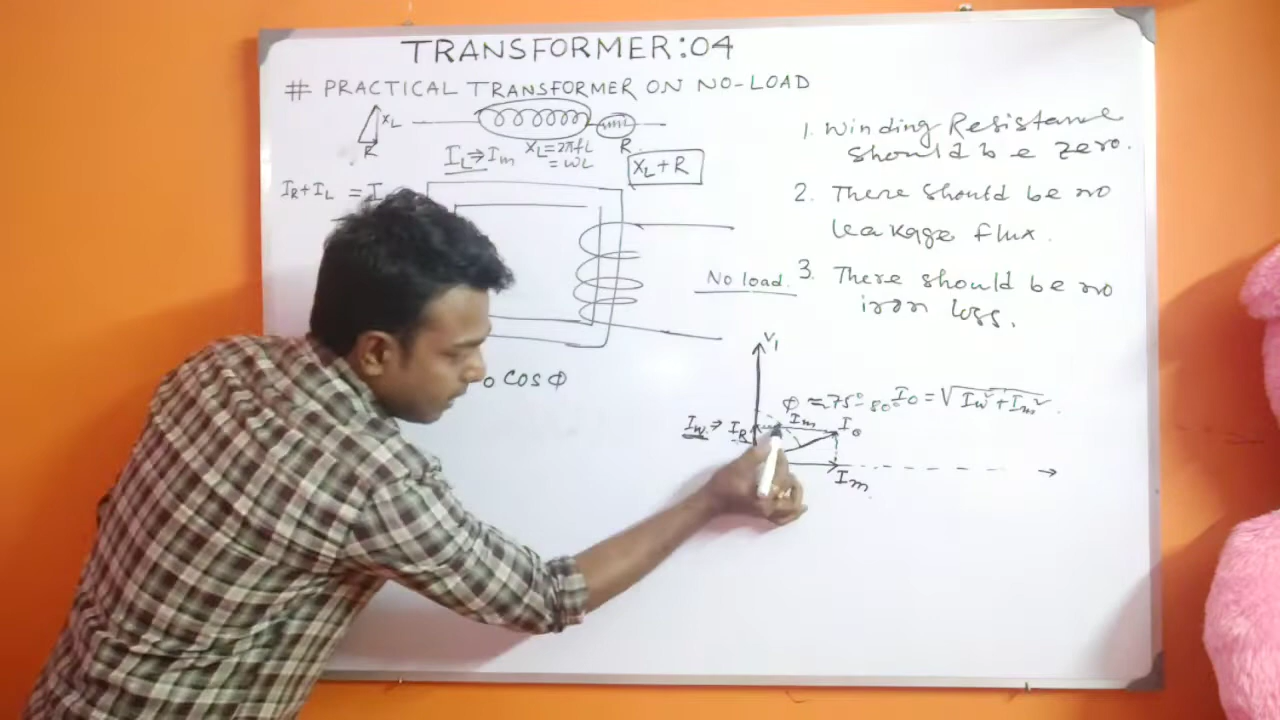 TRANSFORMER:04
# PRACTICAL TRANSFORMER ON NO-LOAD
XL
R
R
IL⇒Im
XL=2πfL
=WL
XL+R
IR+IL = I
1. Winding Resistance
should be zero.
2. There should be no
leakage flux.
3. There should be no
iron loss.
No load.
V1
o COS Φ
Φ ≈75°-80°
Io=√Iw²+Im²
Iw⇒ IR
Im
Io
Im